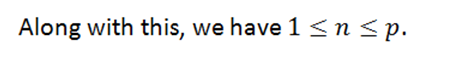 Along with this, we have 1 ≤ n ≤ p.